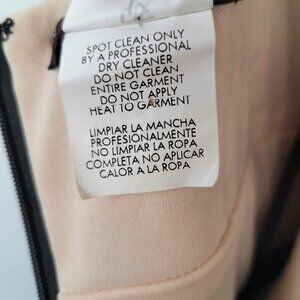 SPOT CLEAN ONLY
BY A PROFESSIONAL
DRY CLEANER
DO NOT CLEAN
ENTIRE GARMENT
DO NOT APPLY
HEAT TO GARMENT
LIMPIAR LA MANCHA
PROFESIONALMENTE
NO LIMPIAR LA ROPA
COMPLETA NO APLICAR
CALOR A LA ROPA